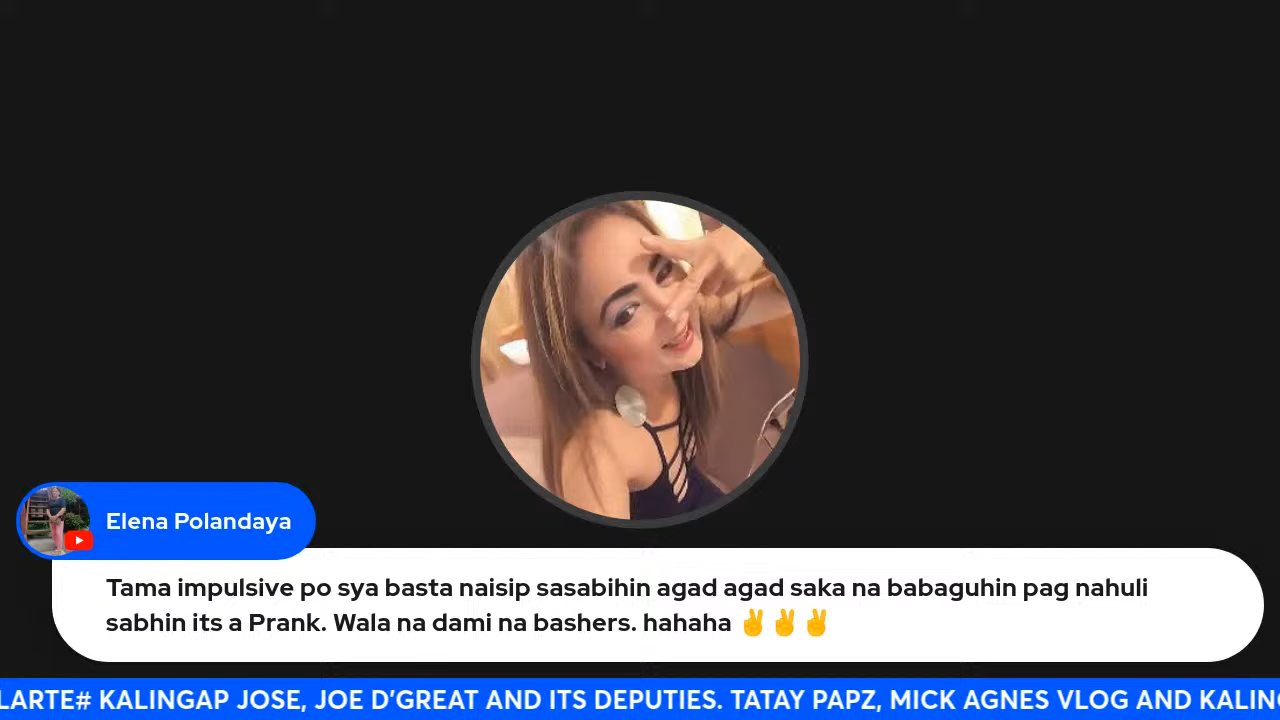 Elena Polandaya
Tama impulsive po sya basta naisip sasabihin agad agad saka na babaguhin pag nahuli
sabhin its a Prank. Wala na dami na bashers. hahaha ✌️✌️✌️
LARTE# KALINGAP JOSE, JOE D'GREAT AND ITS DEPUTIES. TATAY PAPZ, MICK AGNES VLOG AND KALING